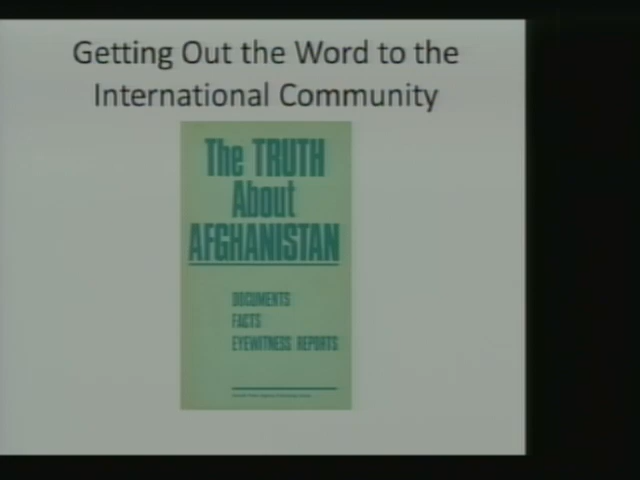 Getting Out the Word to the
International Community
The TRUTH
About
AFGHANISTAN
DOCUMENTS
FACTS
EYEWITNESS REPORTS